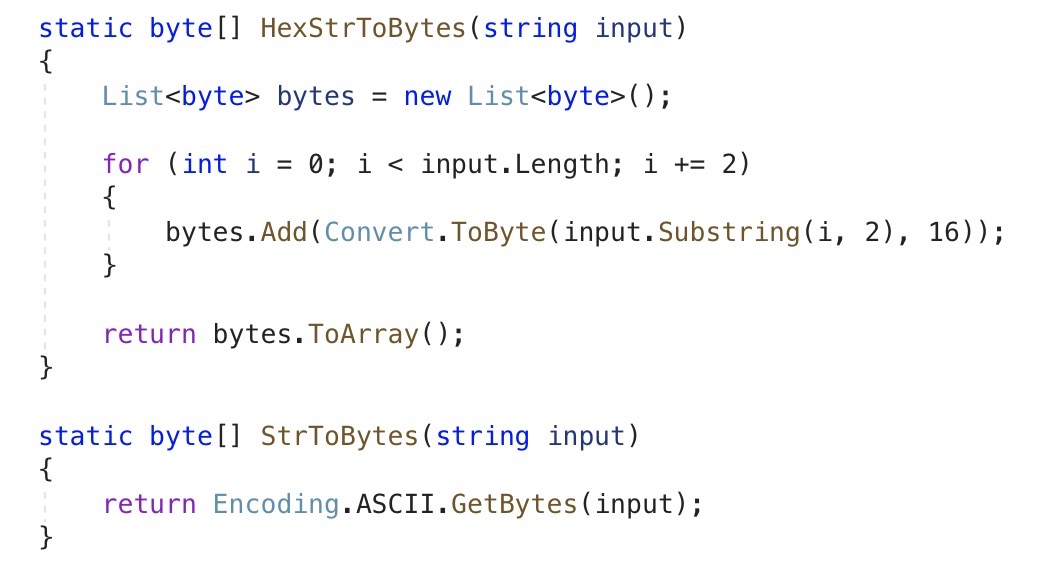 static byte[] HexStrToBytes(string input)
{
    List<byte> bytes = new List<byte>();

    for (int i = 0; i < input.Length; i += 2)
    {
        bytes.Add(Convert.ToByte(input.Substring(i, 2), 16));
    }

    return bytes.ToArray();
}

static byte[] StrToBytes(string input)
{
    return Encoding.ASCII.GetBytes(input);
}